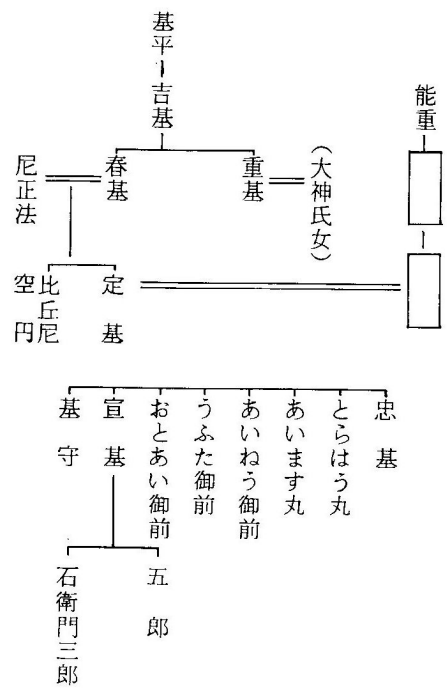 能重
基平
吉基
(大神氏女)
重基
春基
尼正法
定基
比丘尼
空円
忠基
とらはう丸
あいます丸
あいねう御前
うふた御前
おとあい御前
宣基
基守
五郎
石衛門三郎